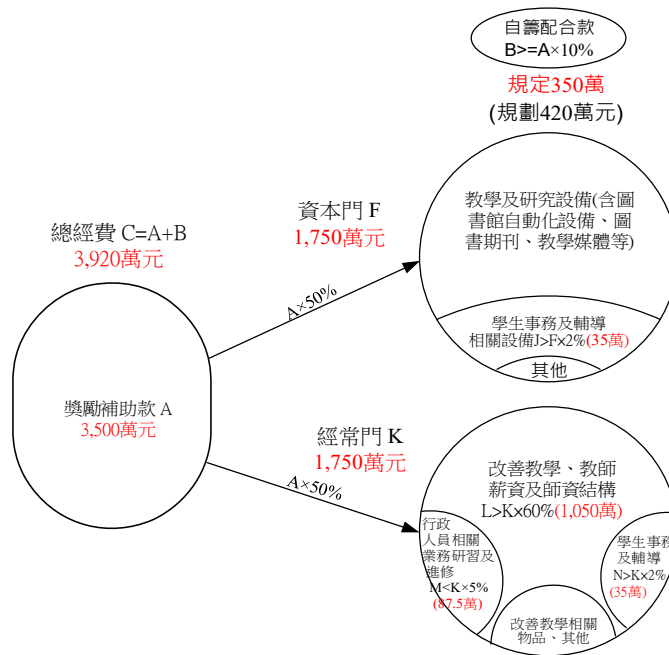 自籌配合款
B>=A×10%
規定350萬
(規劃420萬元)
教學及研究設備(含圖
書館自動化設備、圖
書期刊、教學媒體等)
資本門 F
1,750萬元
總經費 C=A+B
3,920萬元
A×50%
學生事務及輔導
相關設備J>F×2%(35萬)
其他
獎勵補助款 A
3,500萬元
經常門 K
1,750萬元
A×50%
改善教學、教師
薪資及師資結構
L>K×60%(1,050萬)
行政
人員相關
業務研習及
進修
M<K×5%
(87.5萬)
學生事務
及輔導
N>K×2%
(35萬)
改善教學相關
物品、其他